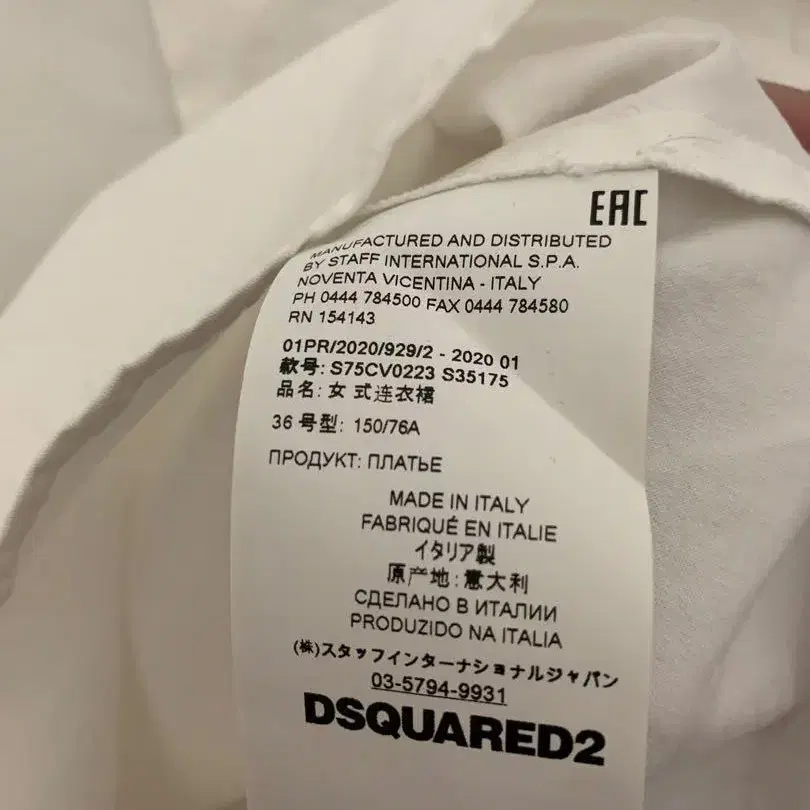 EAC
MANUFACTURED AND DISTRIBUTED
BY STAFF INTERNATIONAL S.P.A.
NOVENTA VICENTINA - ITALY
PH 0444 784500 FAX 0444 784580
RN 154143
01PR/2020/929/2 - 2020 01
款号: S75CV0223 S35175
品名: 女 式连衣裙
36 号型: 150/76A
ПРОДУКТ: ПЛАТЬЕ
MADE IN ITALY
FABRIQUÉ EN ITALIE
イタリア製
原产地: 意大利
СДЕЛАНО В ИТАЛИИ
PRODUZIDO NA ITALIA
(株)スタッフインターナショナルジャパン
03-5794-9931
DSQUARED2